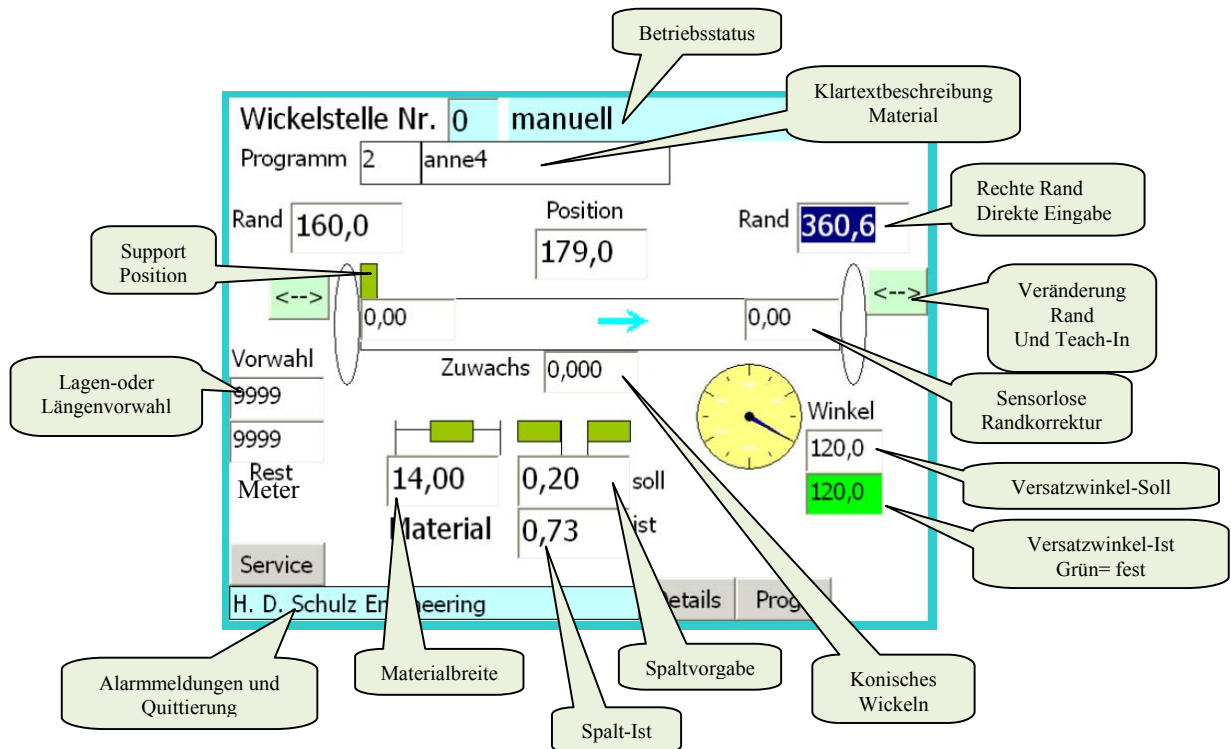 Betriebsstatus
Klartextbeschreibung
Material
Wickelstelle Nr. 0 manuell
Programm 2 anne4
Rechte Rand
Direkte Eingabe
Rand 160,0
Position
179,0
Rand 360,6
Support
Position
<-->
<-->
Veränderung
Rand
Und Teach-In
0,00
0,00
Vorwahl
Zuwachs 0,000
Lagen-oder
Längenvorwahl
9999
Sensorlose
Randkorrektur
Winkel
9999
120,0
Rest
Meter
14,00
0,20 soll
120,0
Versatzwinkel-Soll
Material
0,73 ist
Versatzwinkel-Ist
Grün= fest
Service
H. D. Schulz En eering
Details
Prog
Alarmmeldungen und
Quittierung
Materialbreite
Spaltvorgabe
Konisches
Wickeln
Spalt-Ist